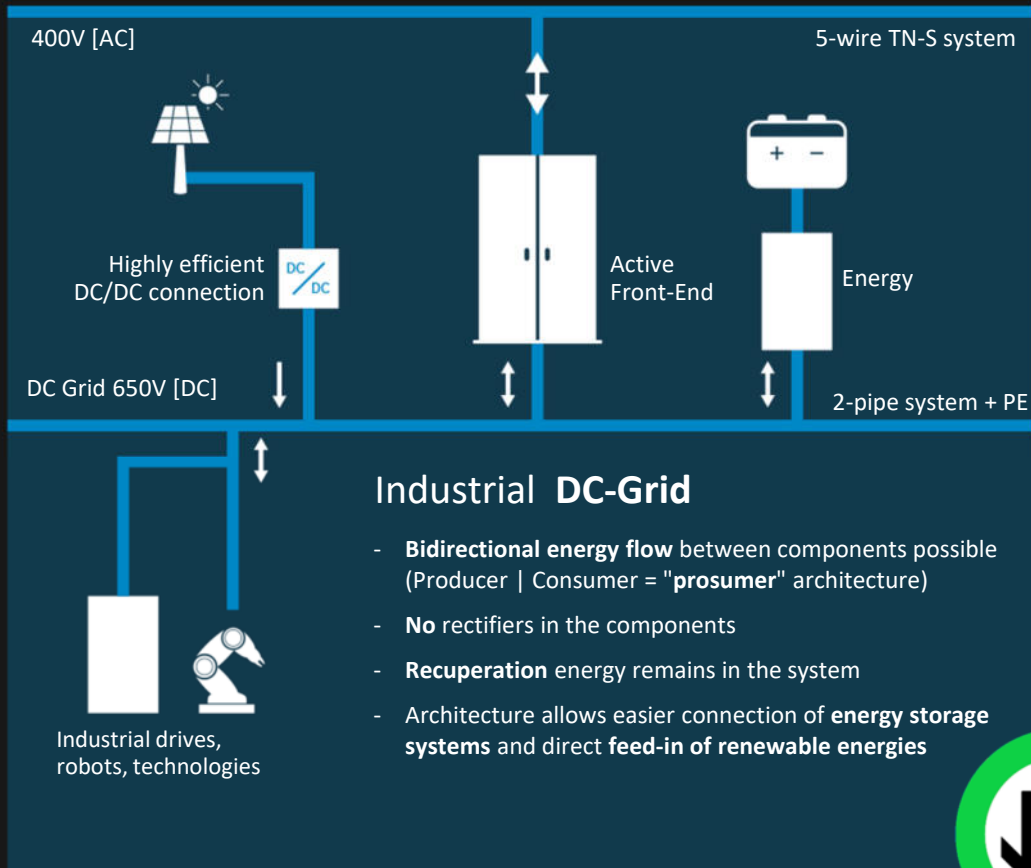 400V [AC]
5-wire TN-S system
+ −
Highly efficient
DC/DC connection
DC/DC
Active
Front-End
Energy
DC Grid 650V [DC]
2-pipe system + PE
Industrial DC-Grid
- Bidirectional energy flow between components possible
(Producer | Consumer = "prosumer" architecture)
- No rectifiers in the components
- Recuperation energy remains in the system
- Architecture allows easier connection of energy storage
systems and direct feed-in of renewable energies
Industrial drives,
robots, technologies